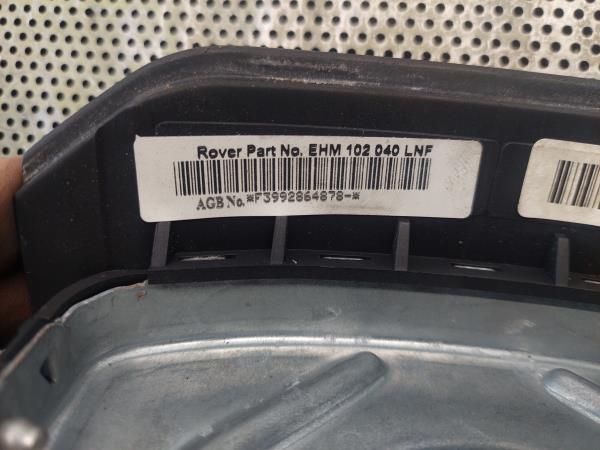 Rover Part No. EHM 102 040 LNF
AGB No. *F3992864878-*